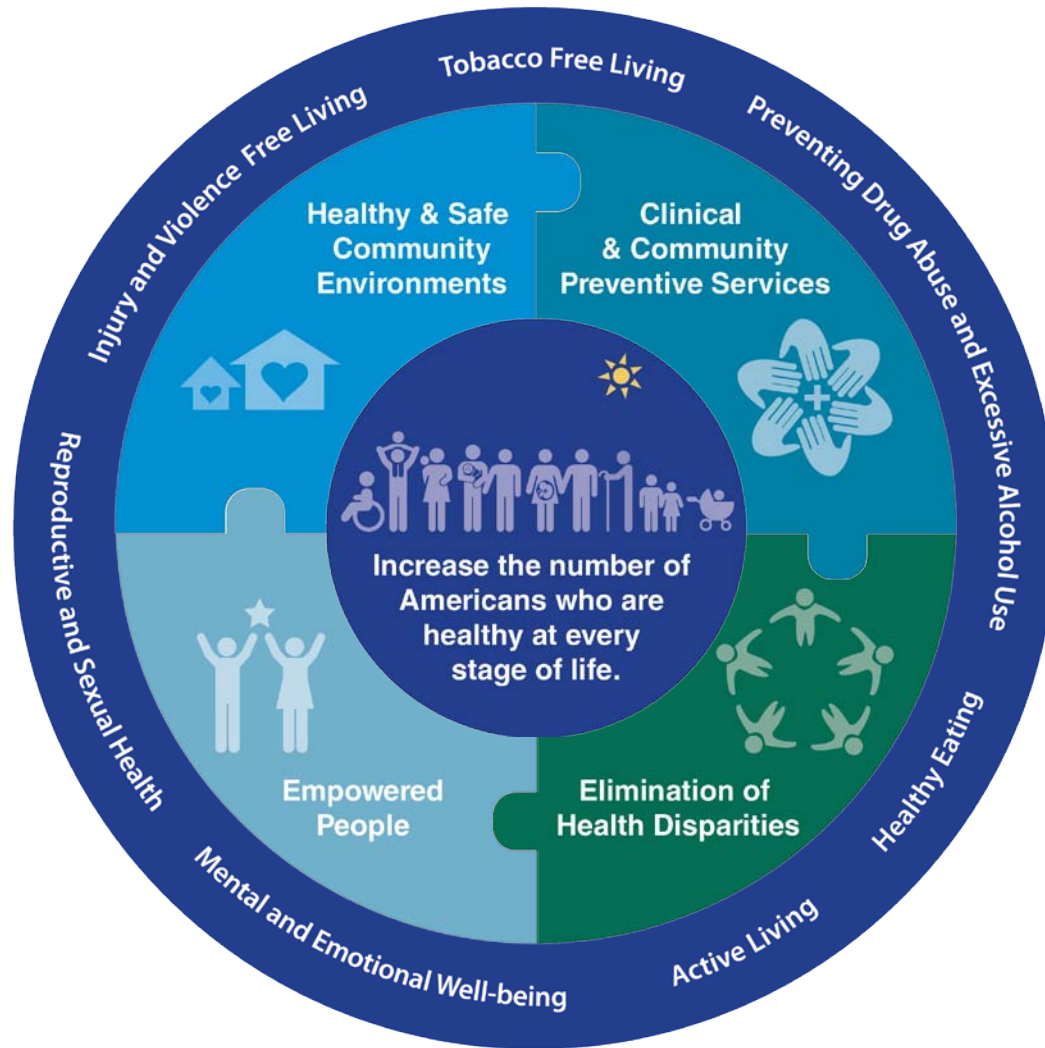 Tobacco Free Living
Preventing Drug Abuse and Excessive Alcohol Use
Healthy Eating
Active Living
Mental and Emotional Well-being
Reproductive and Sexual Health
Injury and Violence Free Living
Healthy & Safe
Community
Environments
Clinical
& Community
Preventive Services
Increase the number of
Americans who are
healthy at every
stage of life.
Empowered
People
Elimination of
Health Disparities